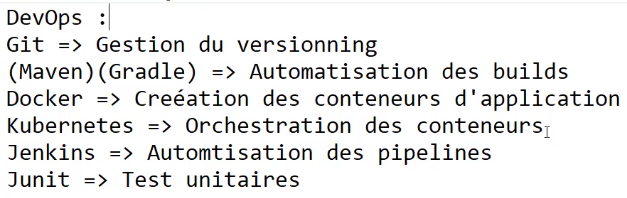 DevOps :
Git => Gestion du versionning
(Maven)(Gradle) => Automatisation des builds
Docker => Creéation des conteneurs d'application
Kubernetes => Orchestration des conteneurs
Jenkins => Automtisation des pipelines
Junit => Test unitaires